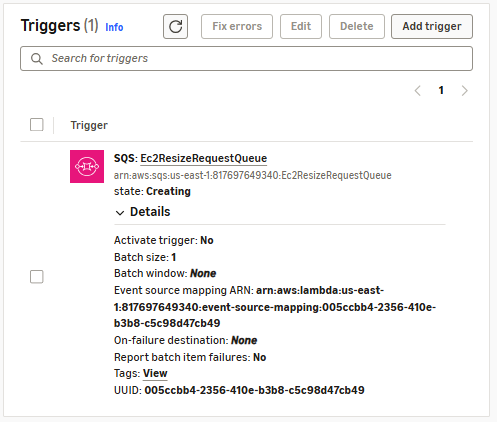 Triggers (1) Info Fix errors Edit Delete Add trigger
Search for triggers
1
Trigger
SQS: Ec2ResizeRequestQueue
arn:aws:sqs:us-east-1:817697649340:Ec2ResizeRequestQueue
state: Creating
Details
Activate trigger: No
Batch size: 1
Batch window: None
Event source mapping ARN: arn:aws:lambda:us-east-
1:817697649340:event-source-mapping:005ccbb4-2356-410e-
b3b8-c5c98d47cb49
On-failure destination: None
Report batch item failures: No
Tags: View
UUID: 005ccbb4-2356-410e-b3b8-c5c98d47cb49